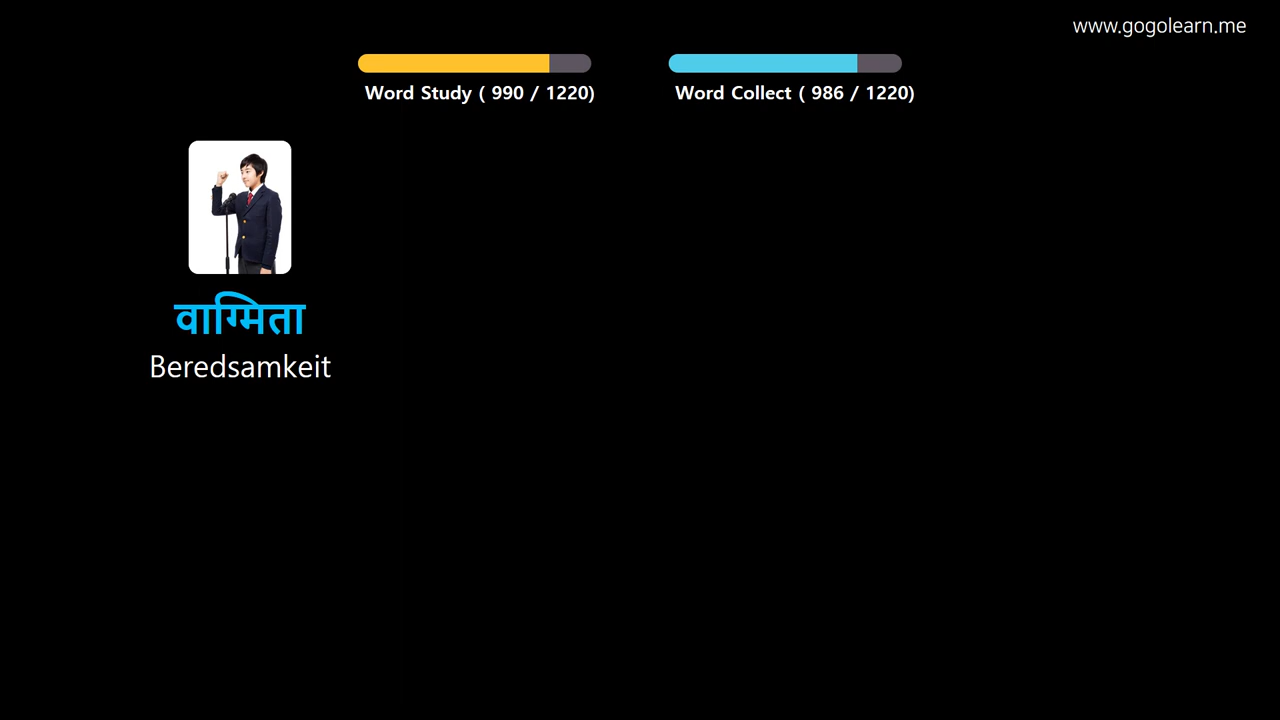 www.gogolearn.me
Word Study ( 990 / 1220)
Word Collect ( 986 / 1220)
वाग्मिता
Beredsamkeit